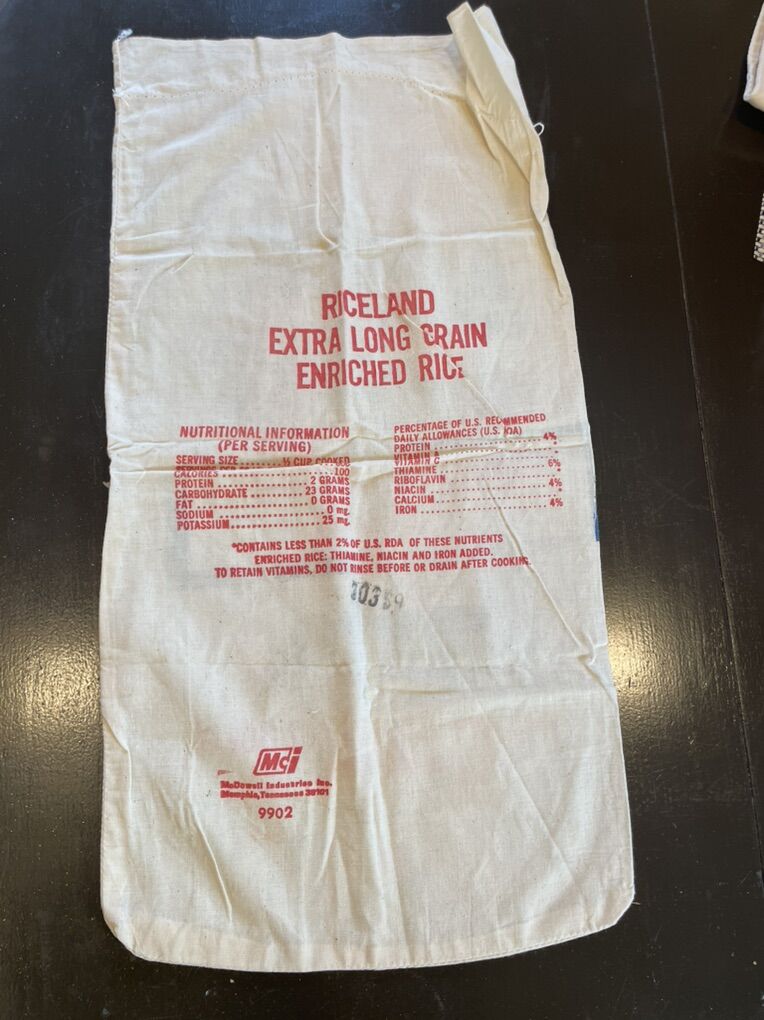 RICELAND
EXTRA LONG GRAIN
ENRICHED RICE
NUTRITIONAL INFORMATION
(PER SERVING)
SERVING SIZE ........ ½ CUP COOKED
SERVINGS PER
CALORIES .................. 100
PROTEIN .................. 2 GRAMS
CARBOHYDRATE ........ 23 GRAMS
FAT ........................ 0 GRAMS
SODIUM .................... 0 mg.
POTASSIUM ................ 25 mg.
PERCENTAGE OF U.S. RECOMMENDED
DAILY ALLOWANCES (U.S. RDA)
PROTEIN .................... 4%
VITAMIN A .................. *
VITAMIN C .................. *
THIAMINE .................. 6%
RIBOFLAVIN ................ *
NIACIN .................... 4%
CALCIUM .................... *
IRON ...................... 4%
*CONTAINS LESS THAN 2% OF U.S. RDA OF THESE NUTRIENTS
ENRICHED RICE: THIAMINE, NIACIN AND IRON ADDED.
TO RETAIN VITAMINS, DO NOT RINSE BEFORE OR DRAIN AFTER COOKING.
MCi
McDowell Industries Inc.
Memphis, Tennessee 38101
9902